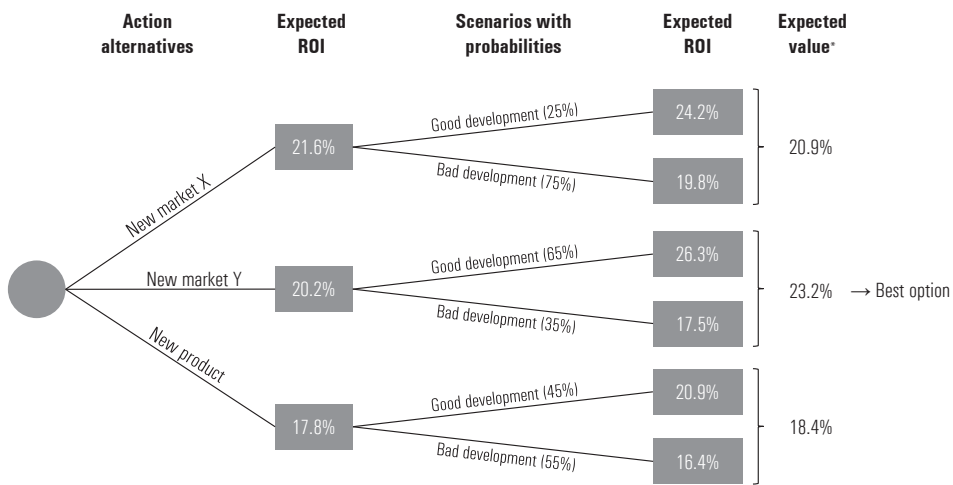 Action alternatives
Expected ROI
Scenarios with probabilities
Expected ROI
Expected value*
New market X
21.6%
Good development (25%)
24.2%
Bad development (75%)
19.8%
20.9%
New market Y
20.2%
Good development (65%)
26.3%
Bad development (35%)
17.5%
23.2%
→ Best option
New product
17.8%
Good development (45%)
20.9%
Bad development (55%)
16.4%
18.4%